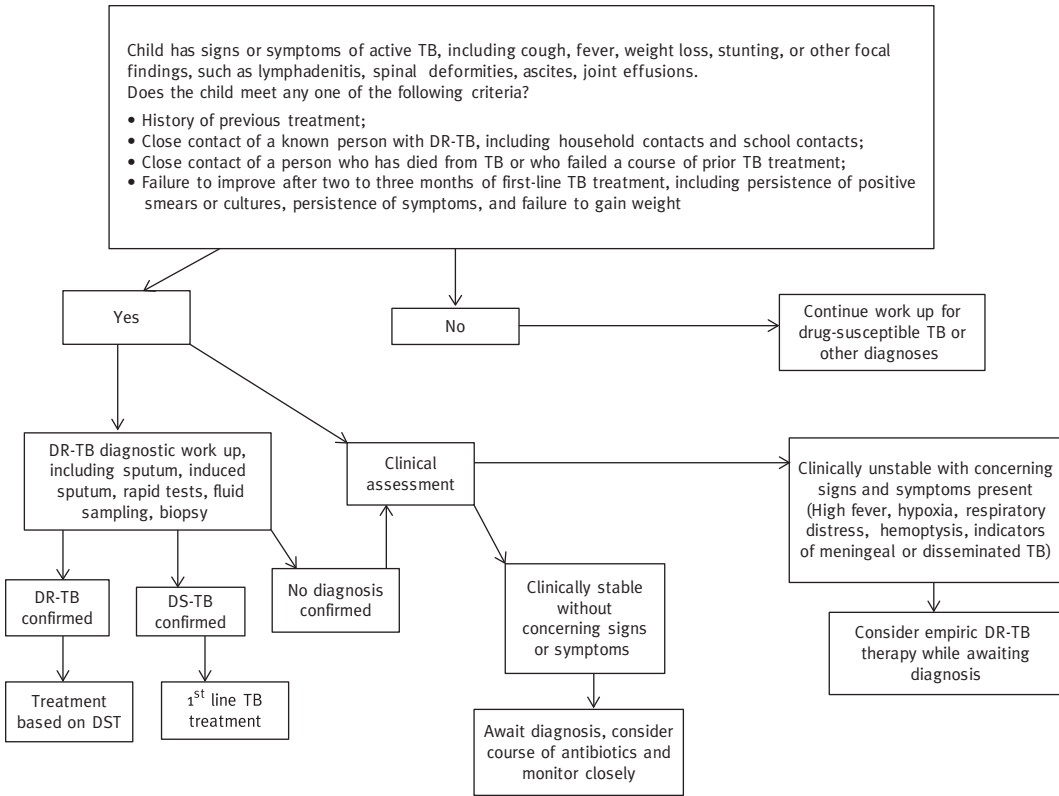 Child has signs or symptoms of active TB, including cough, fever, weight loss, stunting, or other focal
findings, such as lymphadenitis, spinal deformities, ascites, joint effusions.
Does the child meet any one of the following criteria?
• History of previous treatment;
• Close contact of a known person with DR-TB, including household contacts and school contacts;
• Close contact of a person who has died from TB or who failed a course of prior TB treatment;
• Failure to improve after two to three months of first-line TB treatment, including persistence of positive
smears or cultures, persistence of symptoms, and failure to gain weight
Yes
No
Continue work up for
drug-susceptible TB or
other diagnoses
DR-TB diagnostic work up,
including sputum, induced
sputum, rapid tests, fluid
sampling, biopsy
Clinical
assessment
Clinically unstable with concerning
signs and symptoms present
(High fever, hypoxia, respiratory
distress, hemoptysis, indicators
of meningeal or disseminated TB)
DR-TB
confirmed
DS-TB
confirmed
No diagnosis
confirmed
Clinically stable
without
concerning signs
or symptoms
Consider empiric DR-TB
therapy while awaiting
diagnosis
Treatment
based on DST
1st line TB
treatment
Await diagnosis, consider
course of antibiotics and
monitor closely